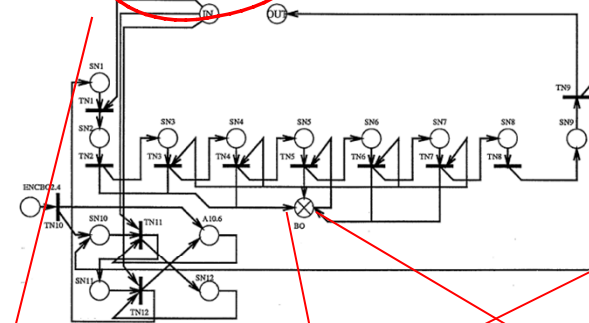 IN
OUT
SN1
TN9
TN1
SN2
SN3
SN4
SN5
SN6
SN7
SN8
SN9
TN2
TN3
TN4
TN5
TN6
TN7
TN8
ENCBO2.4
TN10
SN10
TN11
A10.6
BO
SN11
SN12
TN12